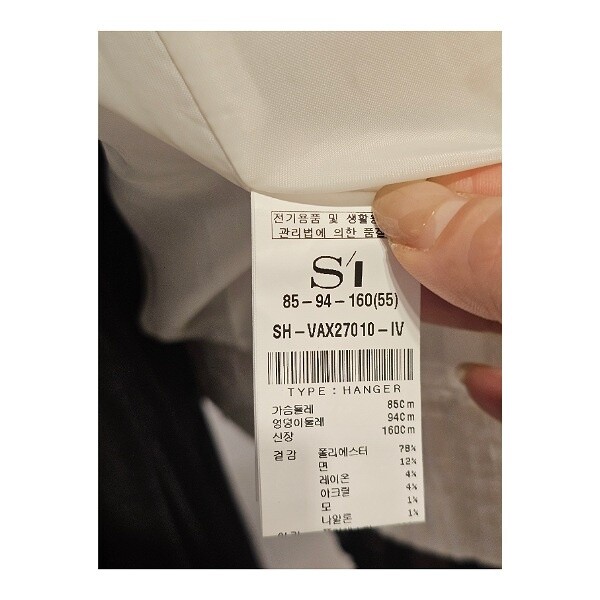 전기용품 및 생활
관리법에 의한 품
S/I
85-94-160(55)
SH-VAX27010-IV
TYPE : HANGER
가슴둘레 85Cm
엉덩이둘레 94Cm
신장 160Cm
겉감 폴리에스터 78%
면 12%
레이온 4%
아크릴 4%
모 1%
나일론 1%